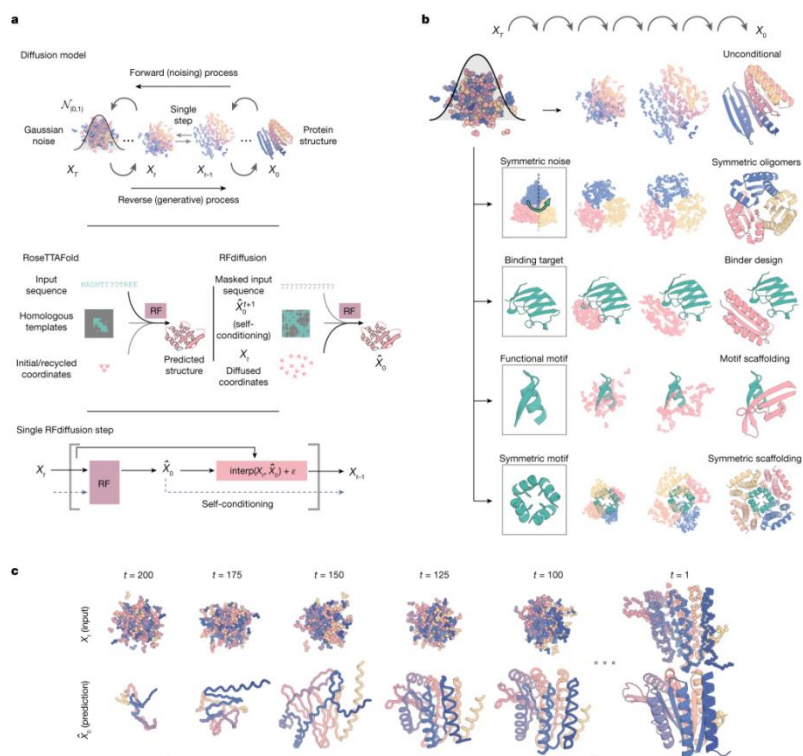 a
Diffusion model
Forward (noising) process
𝒩(0,1)
Gaussian
noise
Single
step
Protein
structure
X_T
X_t
X_{t–1}
X_0
Reverse (generative) process
RoseTTAFold
RFdiffusion
Input
sequence
Masked input
sequence
????????????
RF
RF
Homologous
templates
X̂_0^{t+1}
(self-
conditioning)
Predicted
structure
X_t
Initial/recycled
coordinates
Diffused
coordinates
X̂_0
Single RFdiffusion step
X_t
RF
X̂_0
interp(X_t, X̂_0) + ε
X_{t–1}
Self-conditioning
b
X_T
X_0
Unconditional
Symmetric noise
Symmetric oligomers
Binding target
Binder design
Functional motif
Motif scaffolding
Symmetric motif
Symmetric scaffolding
c
t = 200
t = 175
t = 150
t = 125
t = 100
t = 1
X_t (input)
X̂_0 (prediction)